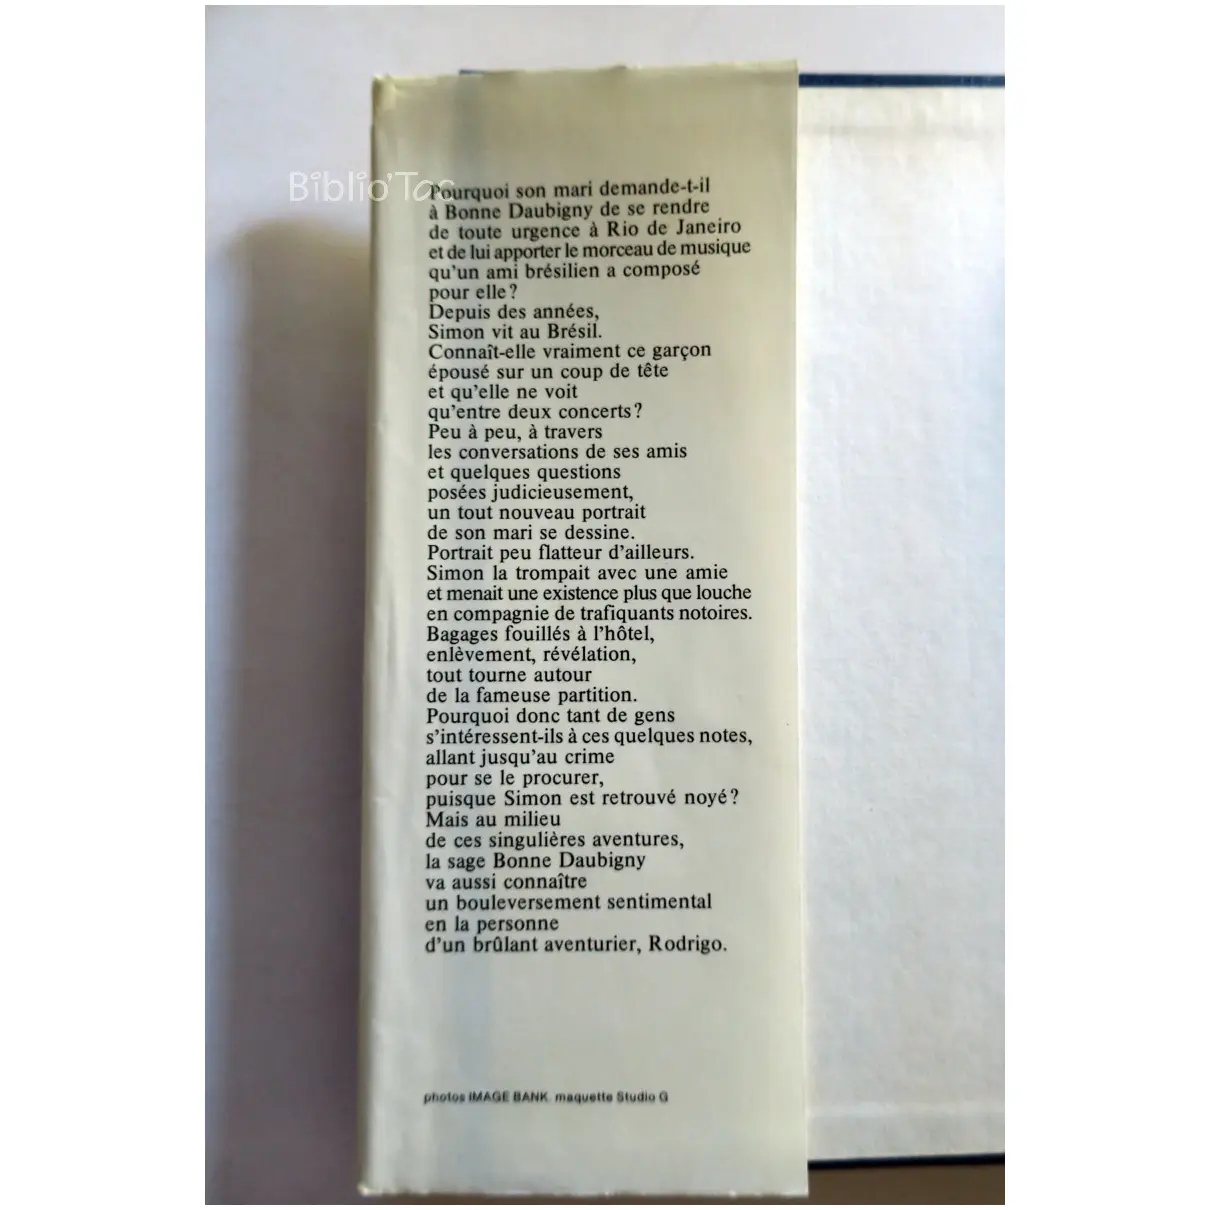 Biblio'Tac
Pourquoi son mari demande-t-il
à Bonne Daubigny de se rendre
de toute urgence à Rio de Janeiro
et de lui apporter le morceau de musique
qu'un ami brésilien a composé
pour elle ?
Depuis des années,
Simon vit au Brésil.
Connaît-elle vraiment ce garçon
épousé sur un coup de tête
et qu'elle ne voit
qu'entre deux concerts ?
Peu à peu, à travers
les conversations de ses amis
et quelques questions
posées judicieusement,
un tout nouveau portrait
de son mari se dessine.
Portrait peu flatteur d'ailleurs.
Simon la trompait avec une amie
et menait une existence plus que louche
en compagnie de trafiquants notoires.
Bagages fouillés à l'hôtel,
enlèvement, révélation,
tout tourne autour
de la fameuse partition.
Pourquoi donc tant de gens
s'intéressent-ils à ces quelques notes,
allant jusqu'au crime
pour se le procurer,
puisque Simon est retrouvé noyé ?
Mais au milieu
de ces singulières aventures,
la sage Bonne Daubigny
va aussi connaître
un bouleversement sentimental
en la personne
d'un brûlant aventurier, Rodrigo.
photos IMAGE BANK maquette Studio G